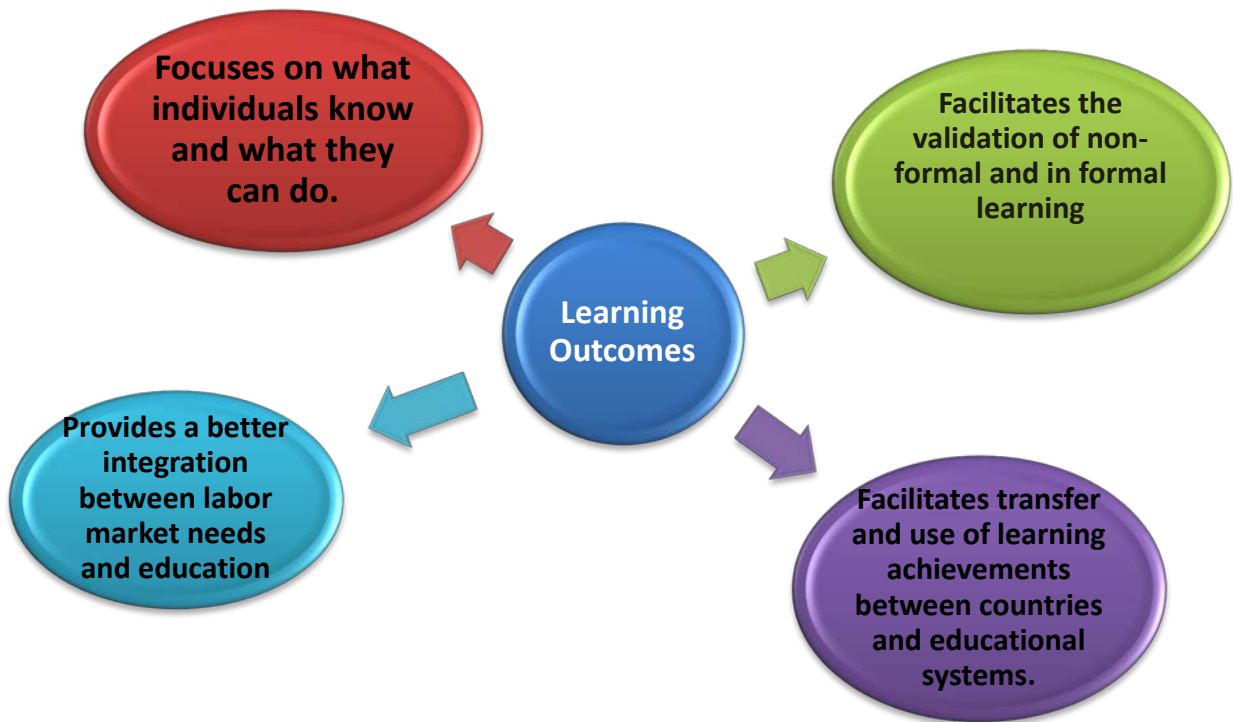 Focuses on what
individuals know
and what they
can do.
Facilitates the
validation of non-
formal and in formal
learning
Learning
Outcomes
Provides a better
integration
between labor
market needs
and education
Facilitates transfer
and use of learning
achievements
between countries
and educational
systems.